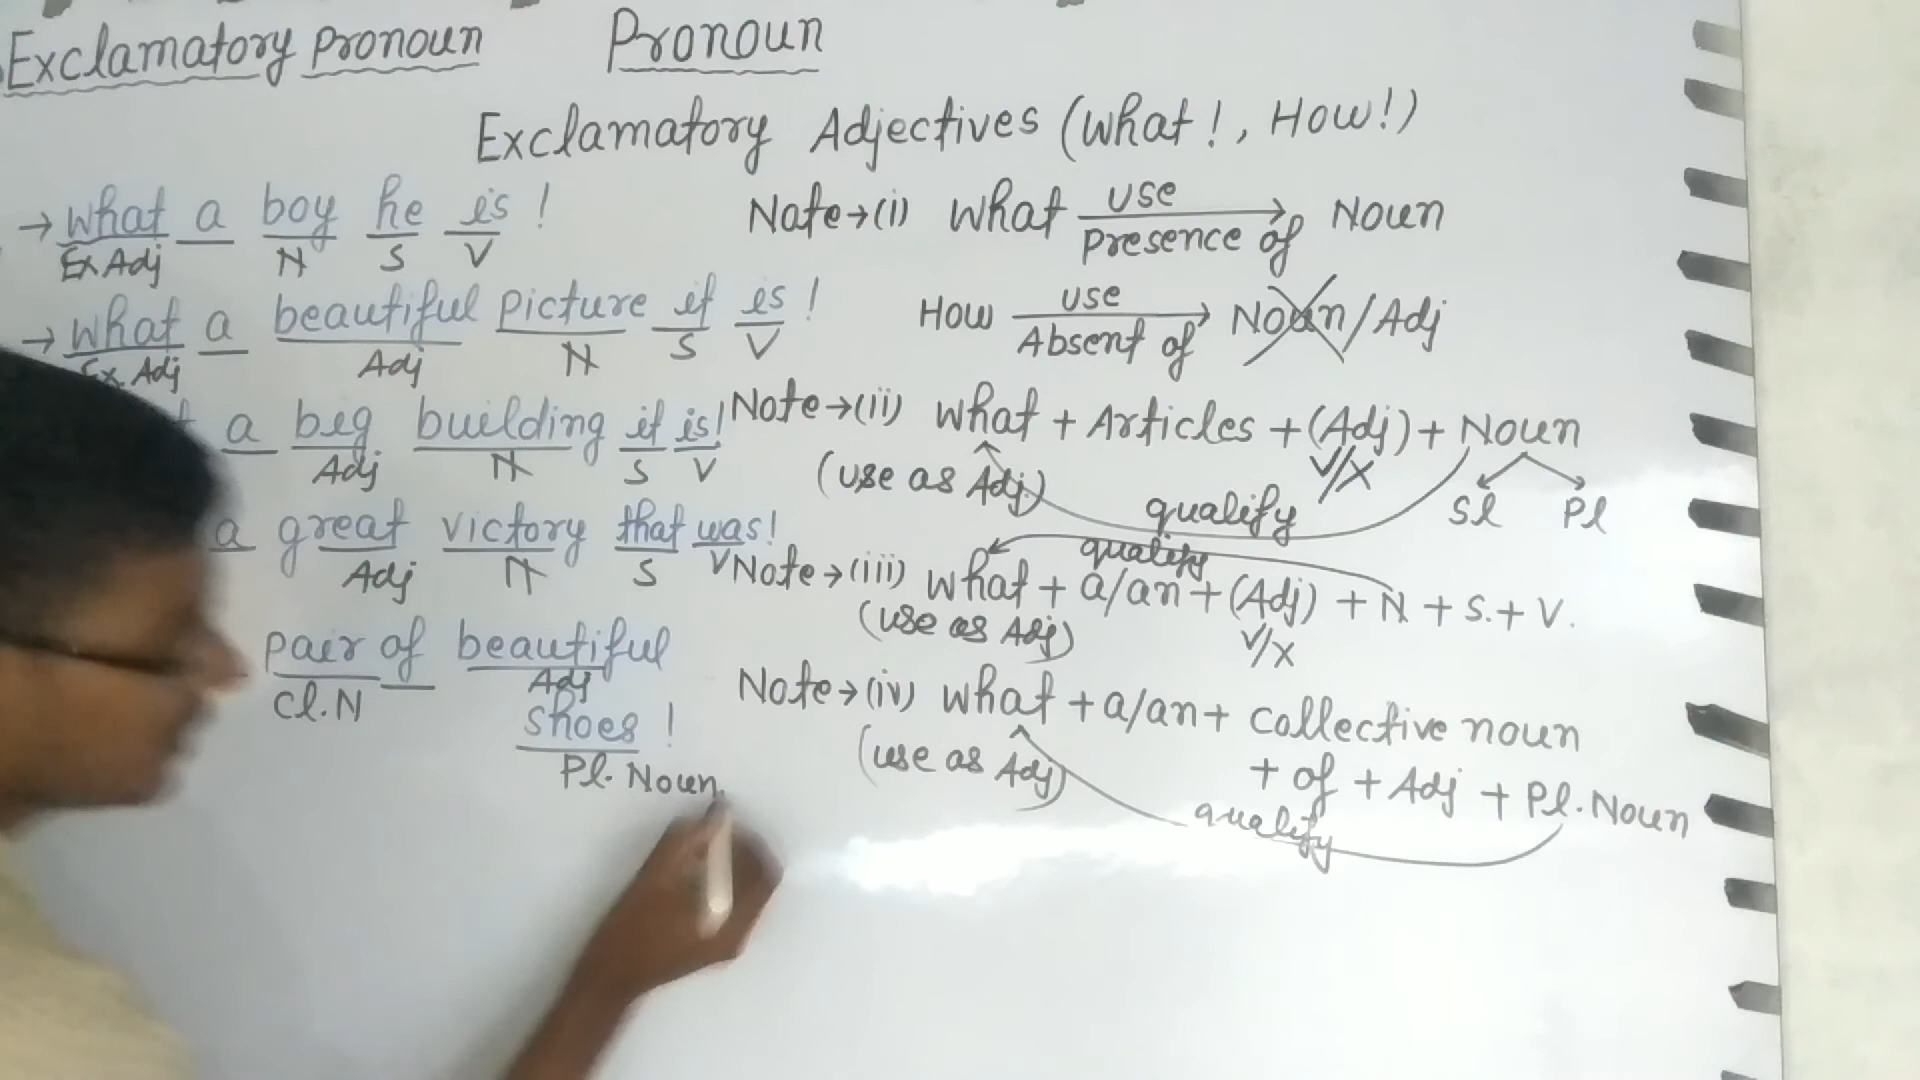 Exclamatory pronoun Pronoun
Exclamatory Adjectives (what!, How!)
→ what a boy he is!
Ex Adj N S V
→ what a beautiful picture it is!
Ex. Adj Adj N S V
a beg building it is!
Adj N S V
a great victory that was!
Adj N S V
pair of beautiful
Cl. N Adj
shoes!
Pl. Noun
Note→(i) what use presence of Noun
How use Absent of Noun/Adj
Note→(ii) what + Articles + (Adj) + Noun
(use as Adj) ✓/x Sl Pl
qualify
qualify
Note→(iii) what + a/an + (Adj) + N + S. + V.
(use as Adj) ✓/x
Note→(iv) what + a/an + collective noun
(use as Adj) + of + Adj + Pl. Noun
qualify